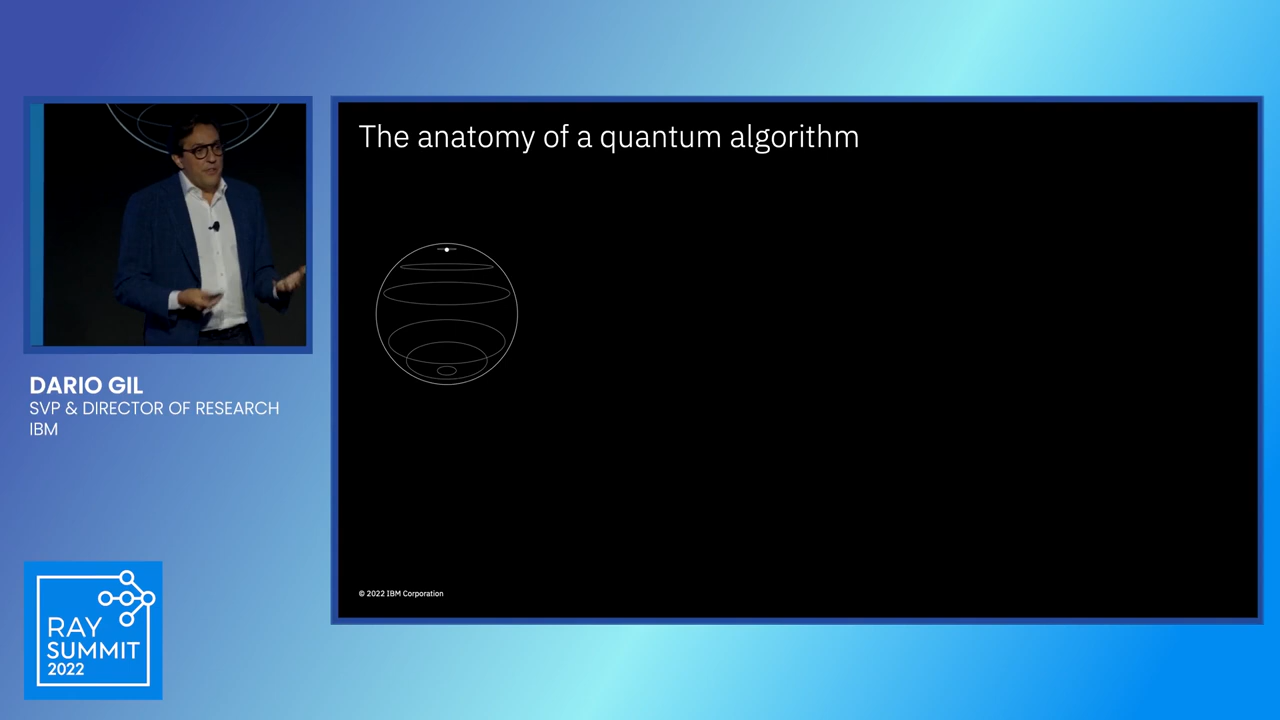 The anatomy of a quantum algorithm
DARIO GIL
SVP & DIRECTOR OF RESEARCH
IBM
© 2022 IBM Corporation
RAY
SUMMIT
2022